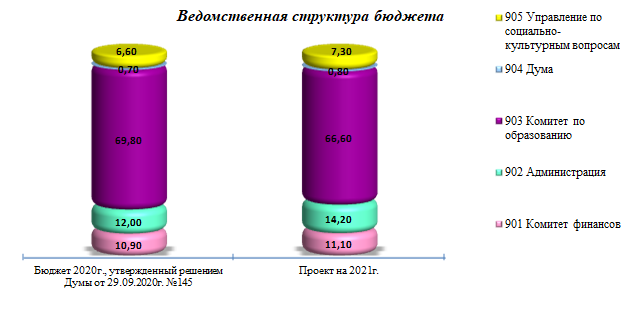 Ведомственная структура бюджета
6,60
0,70
69,80
12,00
10,90
7,30
0,80
66,60
14,20
11,10
Бюджет 2020г., утвержденный решением
Думы от 29.09.2020г. №145
Проект на 2021г.
905 Управление по
социально-
культурным вопросам
904 Дума
903 Комитет по
образованию
902 Администрация
901 Комитет финансов